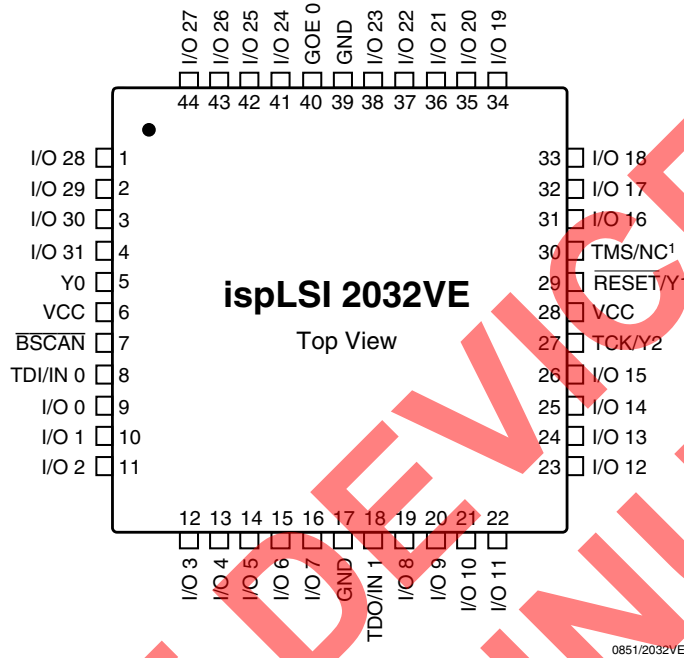 I/O 27
I/O 26
I/O 25
I/O 24
GOE 0
GND
I/O 23
I/O 22
I/O 21
I/O 20
I/O 19
44 43 42 41 40 39 38 37 36 35 34
I/O 28 1
I/O 29 2
I/O 30 3
I/O 31 4
Y0 5
VCC 6
BSCAN 7
TDI/IN 0 8
I/O 0 9
I/O 1 10
I/O 2 11
ispLSI 2032VE
Top View
33 I/O 18
32 I/O 17
31 I/O 16
30 TMS/NC¹
29 RESET/Y1
28 VCC
27 TCK/Y2
26 I/O 15
25 I/O 14
24 I/O 13
23 I/O 12
12 13 14 15 16 17 18 19 20 21 22
I/O 3
I/O 4
I/O 5
I/O 6
I/O 7
GND
TDO/IN 1
I/O 8
I/O 9
I/O 10
I/O 11
DEVICE
0851/2032VE